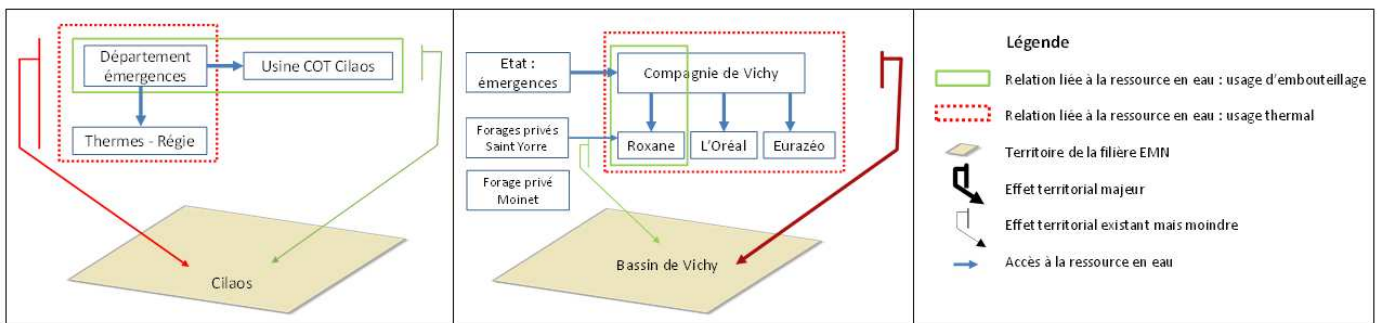 Département
émergences
Usine COT Cilaos
Thermes - Régie
Cilaos
Etat :
émergences
Compagnie de Vichy
Forages privés
Saint Yorre
Roxane
L'Oréal
Eurazéo
Forage privé
Moinet
Bassin de Vichy
Légende
Relation liée à la ressource en eau : usage d'embouteillage
Relation liée à la ressource en eau : usage thermal
Territoire de la filière EMN
Effet territorial majeur
Effet territorial existant mais moindre
Accès à la ressource en eau